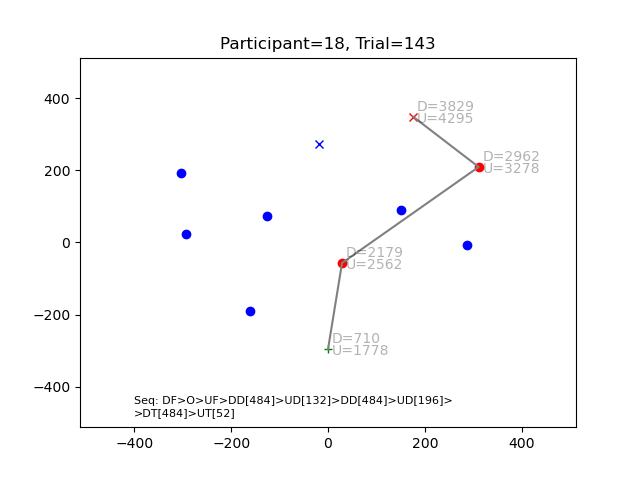 Participant=18, Trial=143
400
200
0
−200
−400
−400
−200
0
200
400
D=3829
U=4295
D=2962
U=3278
D=2179
U=2562
D=710
U=1778
Seq: DF>O>UF>DD[484]>UD[132]>DD[484]>UD[196]>
>DT[484]>UT[52]